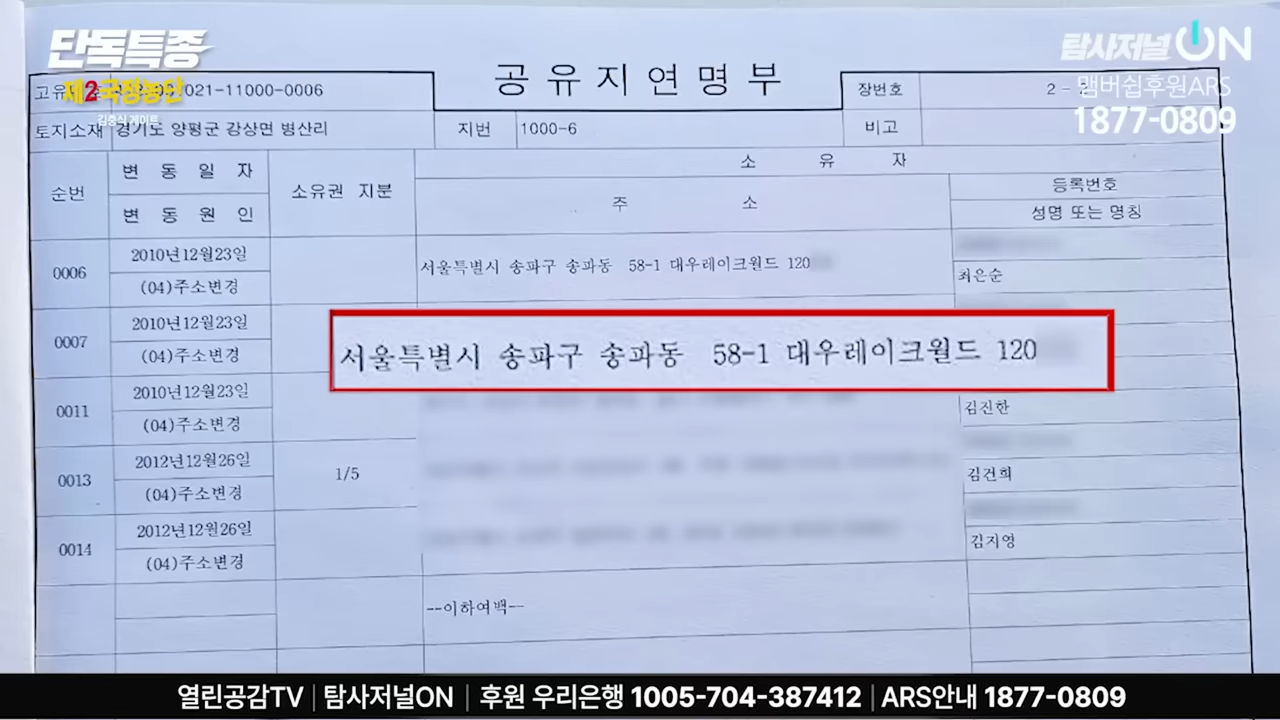 단독특종
제2국정농단
김충식 게이트
탐사저널ON
멤버쉽후원ARS
1877-0809
공유지연명부
021-11000-0006
장번호
2 -
토지소재
경기도 양평군 강상면 병산리
지번
1000-6
비고
순번
변동일자
변동원인
소유권 지분
소유자
주소
등록번호
성명 또는 명칭
0006
2010년12월23일
(04)주소변경
서울특별시 송파구 송파동 58-1 대우레이크월드 120
최은순
0007
2010년12월23일
(04)주소변경
서울특별시 송파구 송파동 58-1 대우레이크월드 120
0011
2010년12월23일
(04)주소변경
김진한
0013
2012년12월26일
(04)주소변경
1/5
김건희
0014
2012년12월26일
(04)주소변경
김지영
--이하여백--
열린공감TV | 탐사저널ON | 후원 우리은행 1005-704-387412 | ARS안내 1877-0809